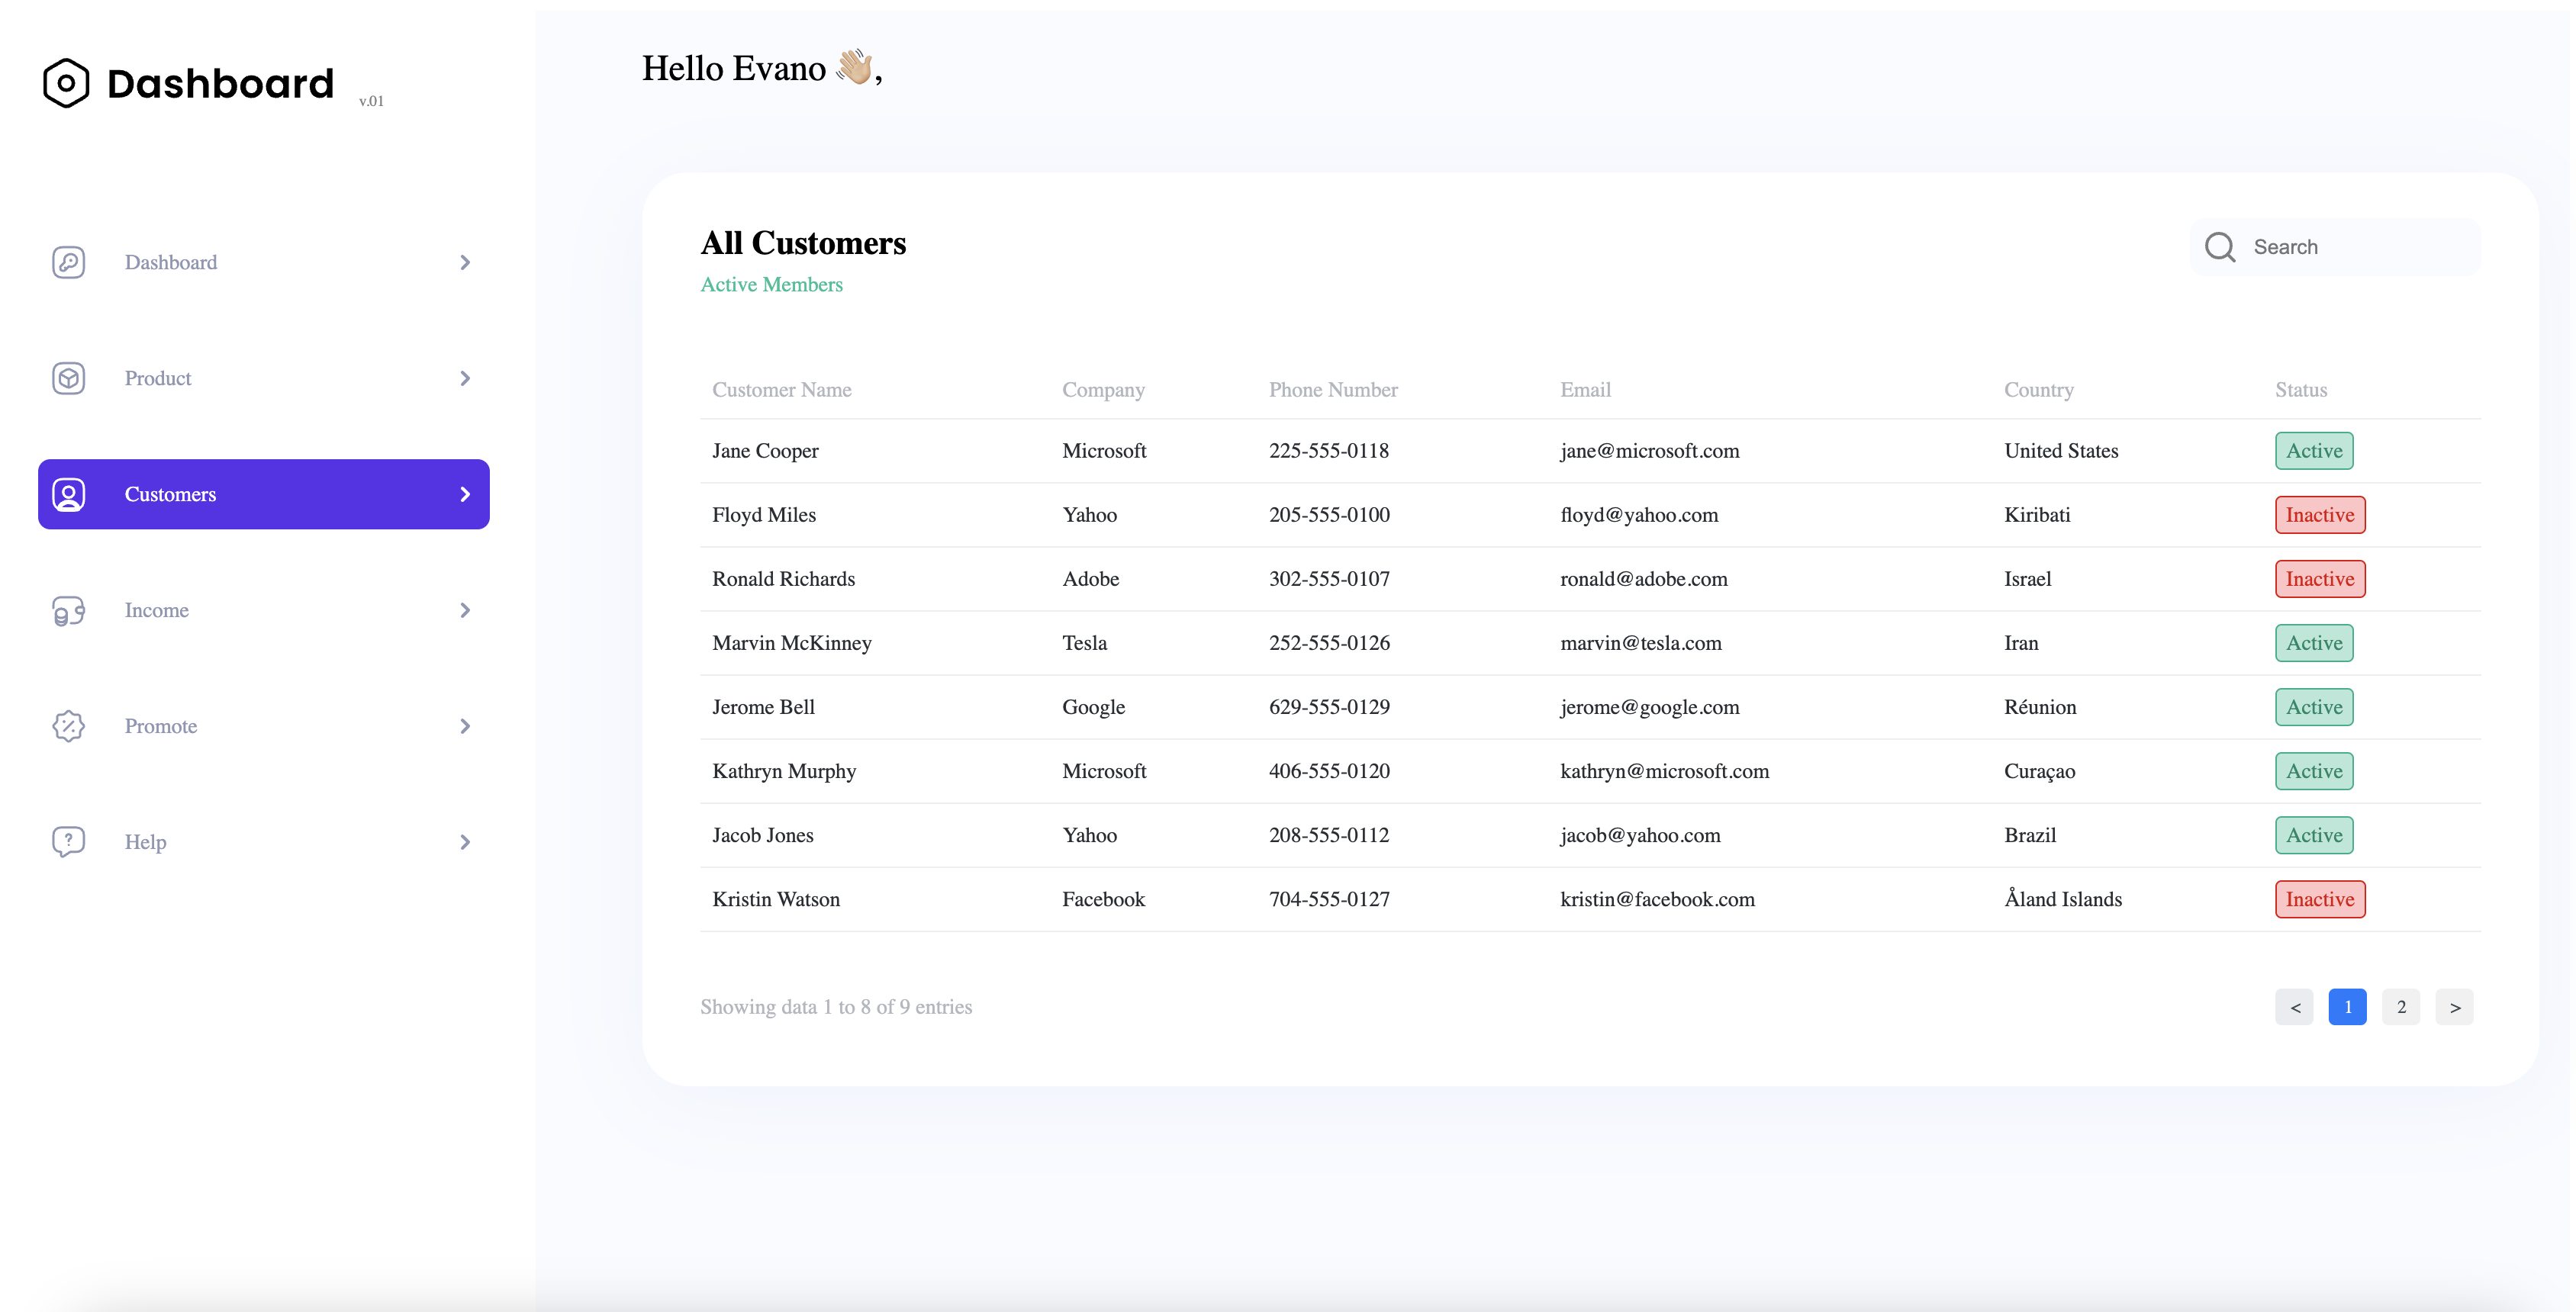 Dashboard v.01
Dashboard
Product
Customers
Income
Promote
Help
Hello Evano 👋🏼,
All Customers
Active Members
Search
Customer Name Company Phone Number Email Country Status
Jane Cooper Microsoft 225-555-0118 jane@microsoft.com United States Active
Floyd Miles Yahoo 205-555-0100 floyd@yahoo.com Kiribati Inactive
Ronald Richards Adobe 302-555-0107 ronald@adobe.com Israel Inactive
Marvin McKinney Tesla 252-555-0126 marvin@tesla.com Iran Active
Jerome Bell Google 629-555-0129 jerome@google.com Réunion Active
Kathryn Murphy Microsoft 406-555-0120 kathryn@microsoft.com Curaçao Active
Jacob Jones Yahoo 208-555-0112 jacob@yahoo.com Brazil Active
Kristin Watson Facebook 704-555-0127 kristin@facebook.com Åland Islands Inactive
Showing data 1 to 8 of 9 entries
< 1 2 >